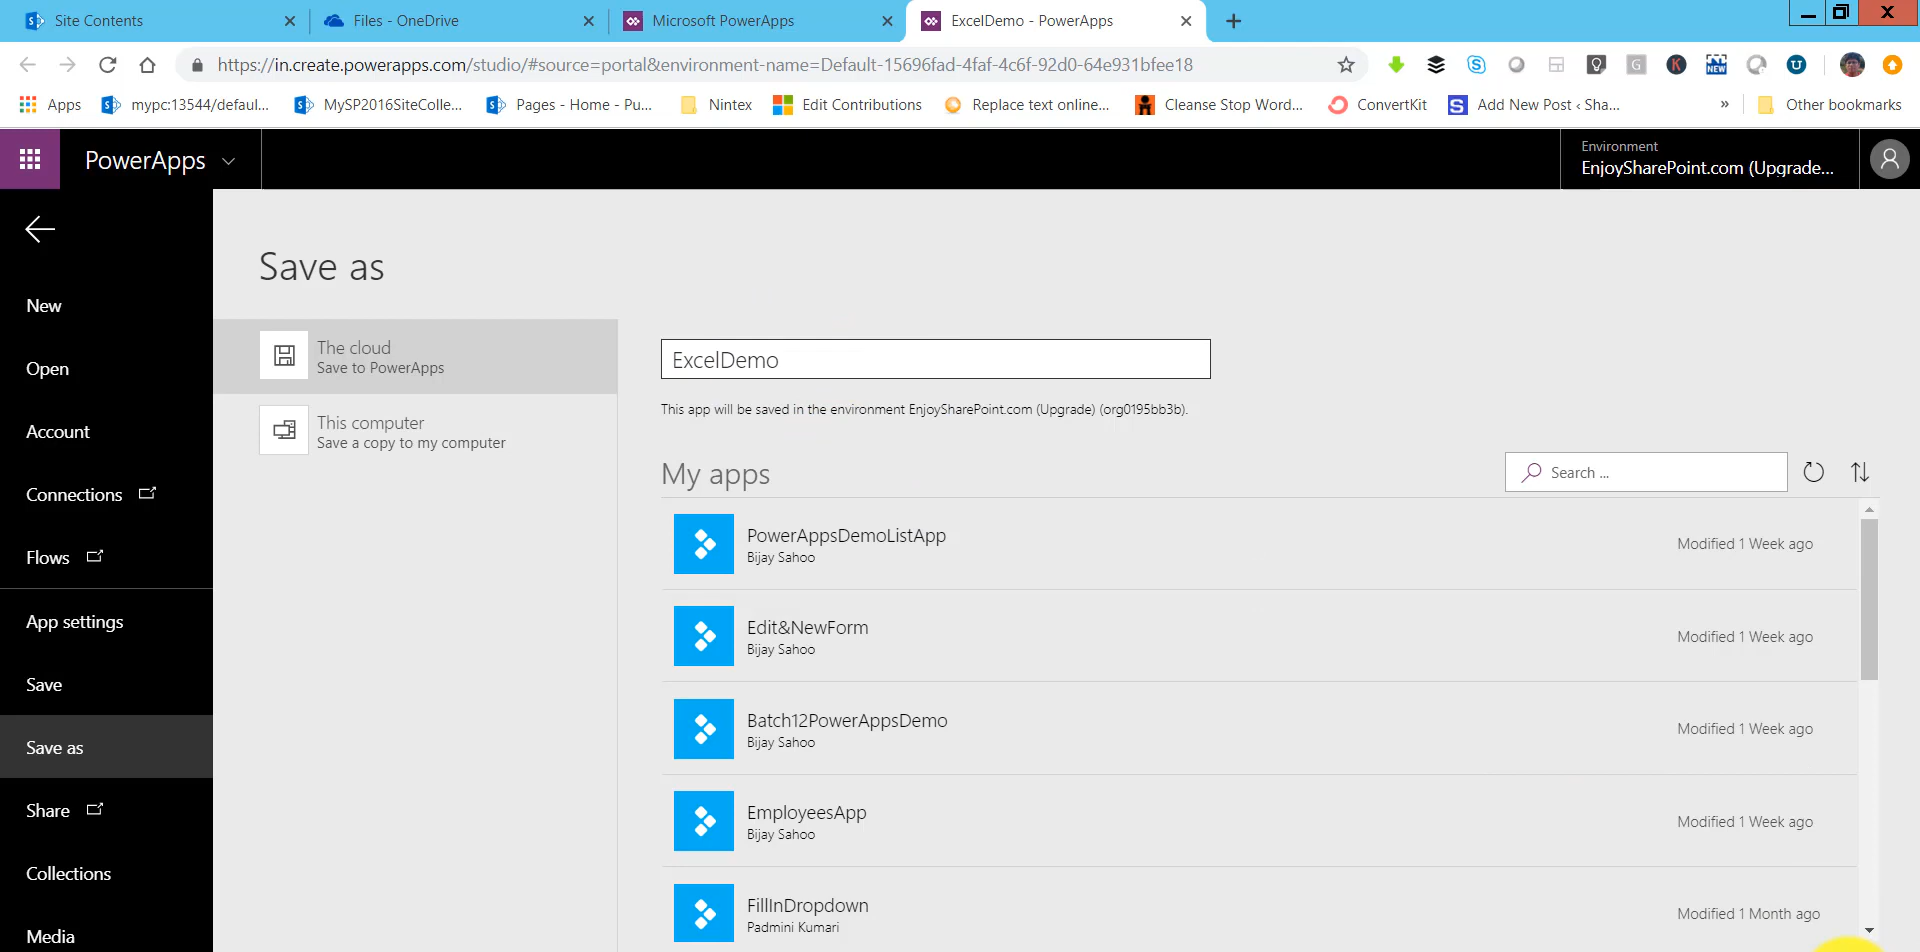 Site Contents
Files - OneDrive
Microsoft PowerApps
ExcelDemo - PowerApps
https://in.create.powerapps.com/studio/#source=portal&environment-name=Default-15696fad-4faf-4c6f-92d0-64e931bfee18
G
K
NEW
Apps
mypc:13544/defaul...
MySP2016SiteColle...
Pages - Home - Pu...
Nintex
Edit Contributions
Replace text online...
Cleanse Stop Word...
ConvertKit
S
Add New Post ‹ Sha...
»
Other bookmarks
PowerApps
Environment
EnjoySharePoint.com (Upgrade...
Save as
New
Open
Account
Connections
Flows
App settings
Save
Save as
Share
Collections
Media
The cloud
Save to PowerApps
This computer
Save a copy to my computer
ExcelDemo
This app will be saved in the environment EnjoySharePoint.com (Upgrade) (org0195bb3b).
My apps
Search ...
PowerAppsDemoListApp
Bijay Sahoo
Modified 1 Week ago
Edit&NewForm
Bijay Sahoo
Modified 1 Week ago
Batch12PowerAppsDemo
Bijay Sahoo
Modified 1 Week ago
EmployeesApp
Bijay Sahoo
Modified 1 Week ago
FillInDropdown
Padmini Kumari
Modified 1 Month ago